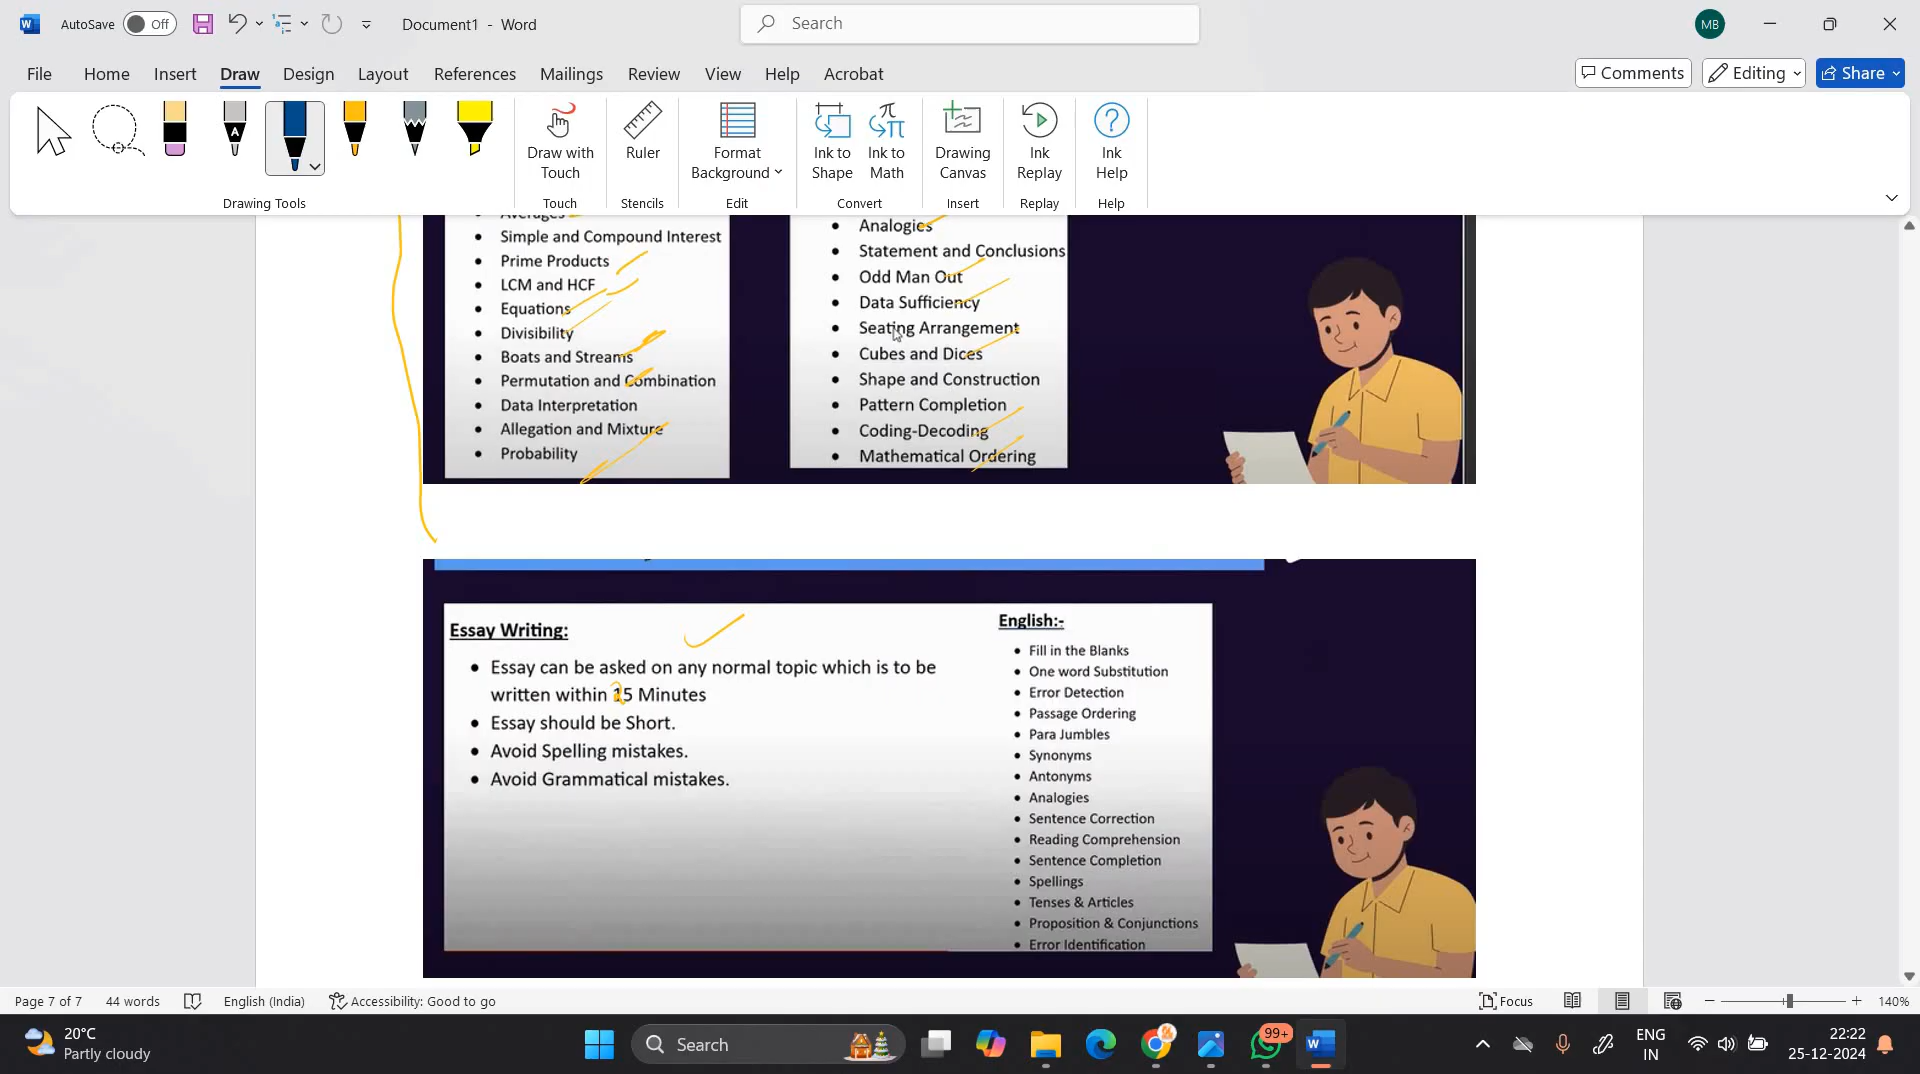 AutoSave Off
Document1 - Word
Search
MB
File Home Insert Draw Design Layout References Mailings Review View Help Acrobat
Comments Editing Share
A
Draw with Touch
Ruler
Format Background
Ink to Shape
Ink to Math
Drawing Canvas
Ink Replay
Ink Help
Drawing Tools Touch Stencils Edit Convert Insert Replay Help
• Averages
• Simple and Compound Interest
• Prime Products
• LCM and HCF
• Equations
• Divisibility
• Boats and Streams
• Permutation and Combination
• Data Interpretation
• Allegation and Mixture
• Probability
• Analogies
• Statement and Conclusions
• Odd Man Out
• Data Sufficiency
• Seating Arrangement
• Cubes and Dices
• Shape and Construction
• Pattern Completion
• Coding-Decoding
• Mathematical Ordering
Essay Writing:
• Essay can be asked on any normal topic which is to be
written within 15 Minutes
• Essay should be Short.
• Avoid Spelling mistakes.
• Avoid Grammatical mistakes.
English:-
• Fill in the Blanks
• One word Substitution
• Error Detection
• Passage Ordering
• Para Jumbles
• Synonyms
• Antonyms
• Analogies
• Sentence Correction
• Reading Comprehension
• Sentence Completion
• Spellings
• Tenses & Articles
• Proposition & Conjunctions
• Error Identification
Page 7 of 7 44 words English (India) Accessibility: Good to go
Focus 140%
20°C
Partly cloudy
Search
99+
ENG
IN
22:22
25-12-2024